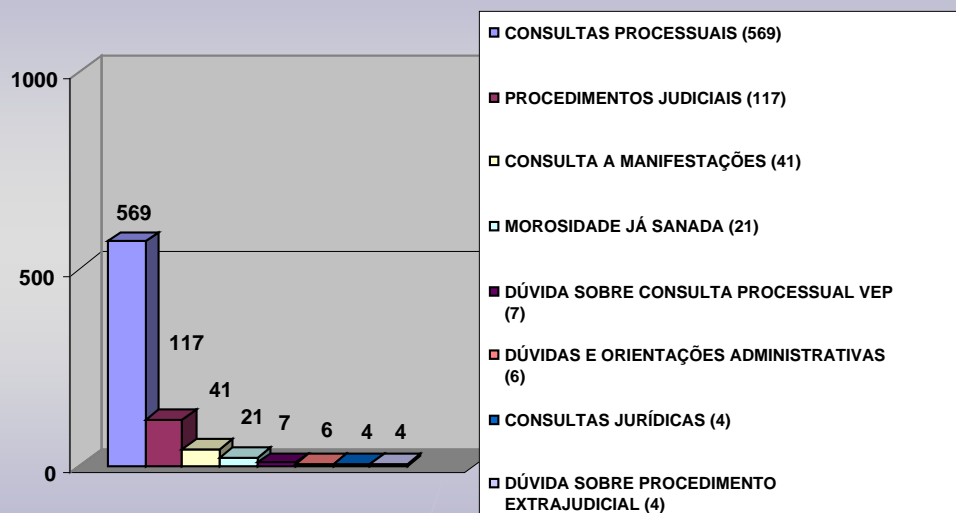 1000
500
0
569
117
41
21
7
6
4
4
CONSULTAS PROCESSUAIS (569)
PROCEDIMENTOS JUDICIAIS (117)
CONSULTA A MANIFESTAÇÕES (41)
MOROSIDADE JÁ SANADA (21)
DÚVIDA SOBRE CONSULTA PROCESSUAL VEP
(7)
DÚVIDAS E ORIENTAÇÕES ADMINISTRATIVAS
(6)
CONSULTAS JURÍDICAS (4)
DÚVIDA SOBRE PROCEDIMENTO
EXTRAJUDICIAL (4)